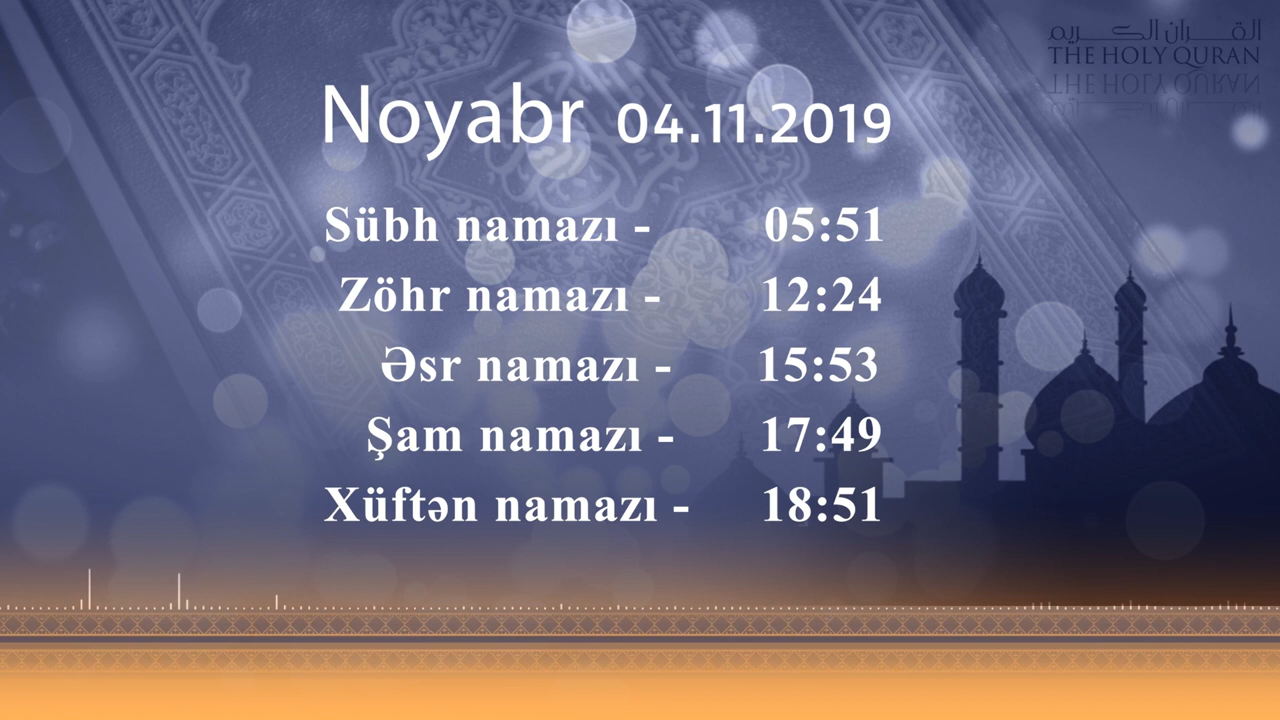 القرآن الكريم
THE HOLY QURAN
Noyabr 04.11.2019
Sübh namazı - 05:51
Zöhr namazı - 12:24
Əsr namazı - 15:53
Şam namazı - 17:49
Xüftən namazı - 18:51